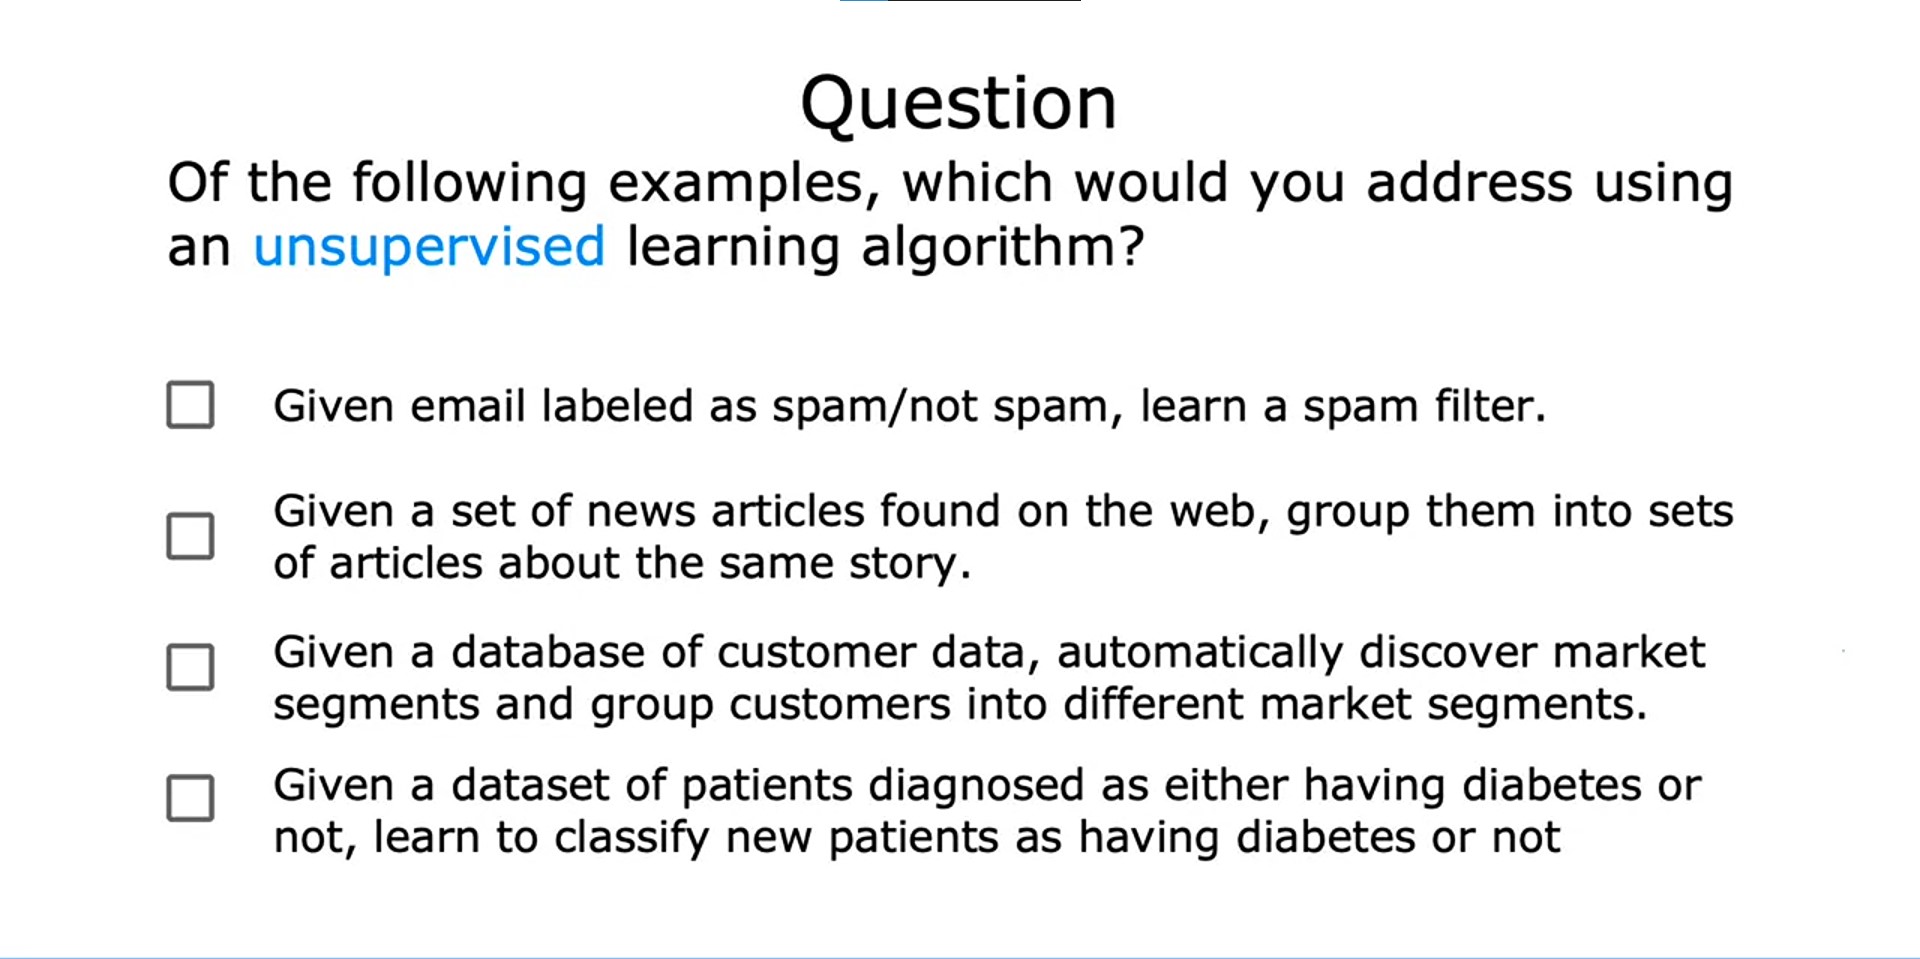 Question
Of the following examples, which would you address using
an unsupervised learning algorithm?
Given email labeled as spam/not spam, learn a spam filter.
Given a set of news articles found on the web, group them into sets
of articles about the same story.
Given a database of customer data, automatically discover market
segments and group customers into different market segments.
Given a dataset of patients diagnosed as either having diabetes or
not, learn to classify new patients as having diabetes or not